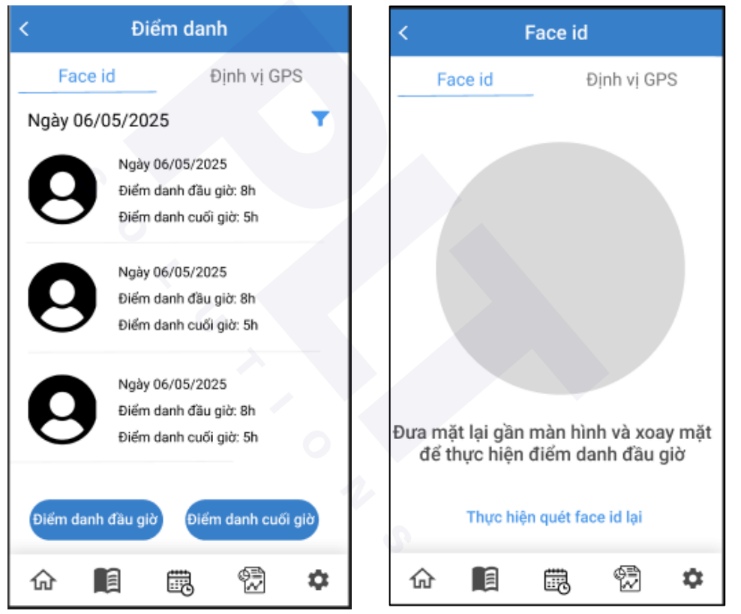 Điểm danh
Face id
Định vị GPS
Ngày 06/05/2025
Ngày 06/05/2025
Điểm danh đầu giờ: 8h
Điểm danh cuối giờ: 5h
Ngày 06/05/2025
Điểm danh đầu giờ: 8h
Điểm danh cuối giờ: 5h
Ngày 06/05/2025
Điểm danh đầu giờ: 8h
Điểm danh cuối giờ: 5h
Điểm danh đầu giờ
Điểm danh cuối giờ
Face id
Face id
Định vị GPS
Đưa mặt lại gần màn hình và xoay mặt
để thực hiện điểm danh đầu giờ
Thực hiện quét face id lại